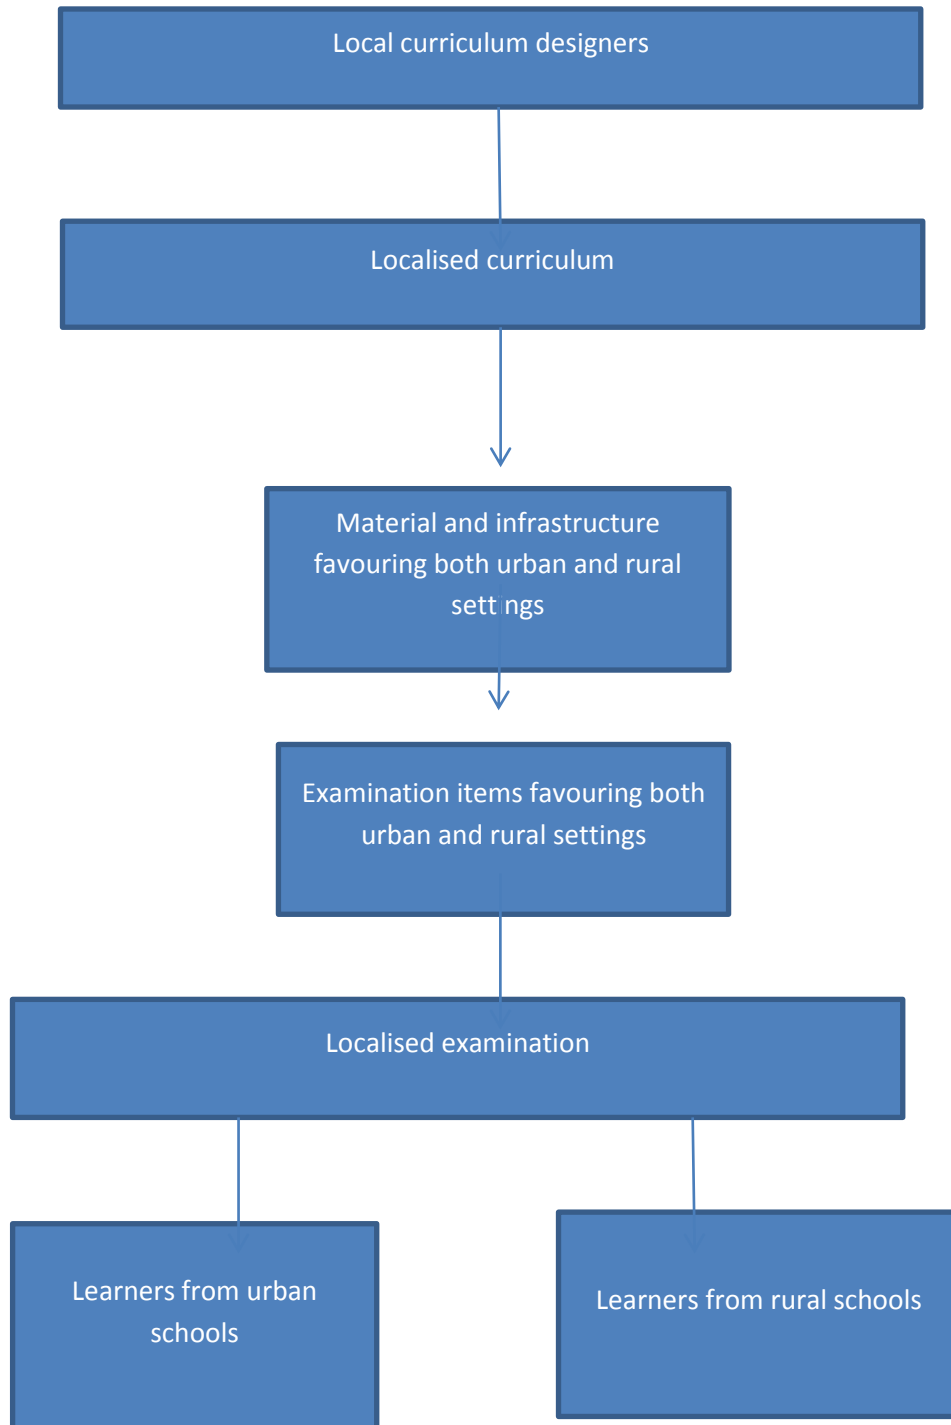 Local curriculum designers
Localised curriculum
Material and infrastructure
favouring both urban and rural
settings
Examination items favouring both
urban and rural settings
Localised examination
Learners from urban
schools
Learners from rural schools